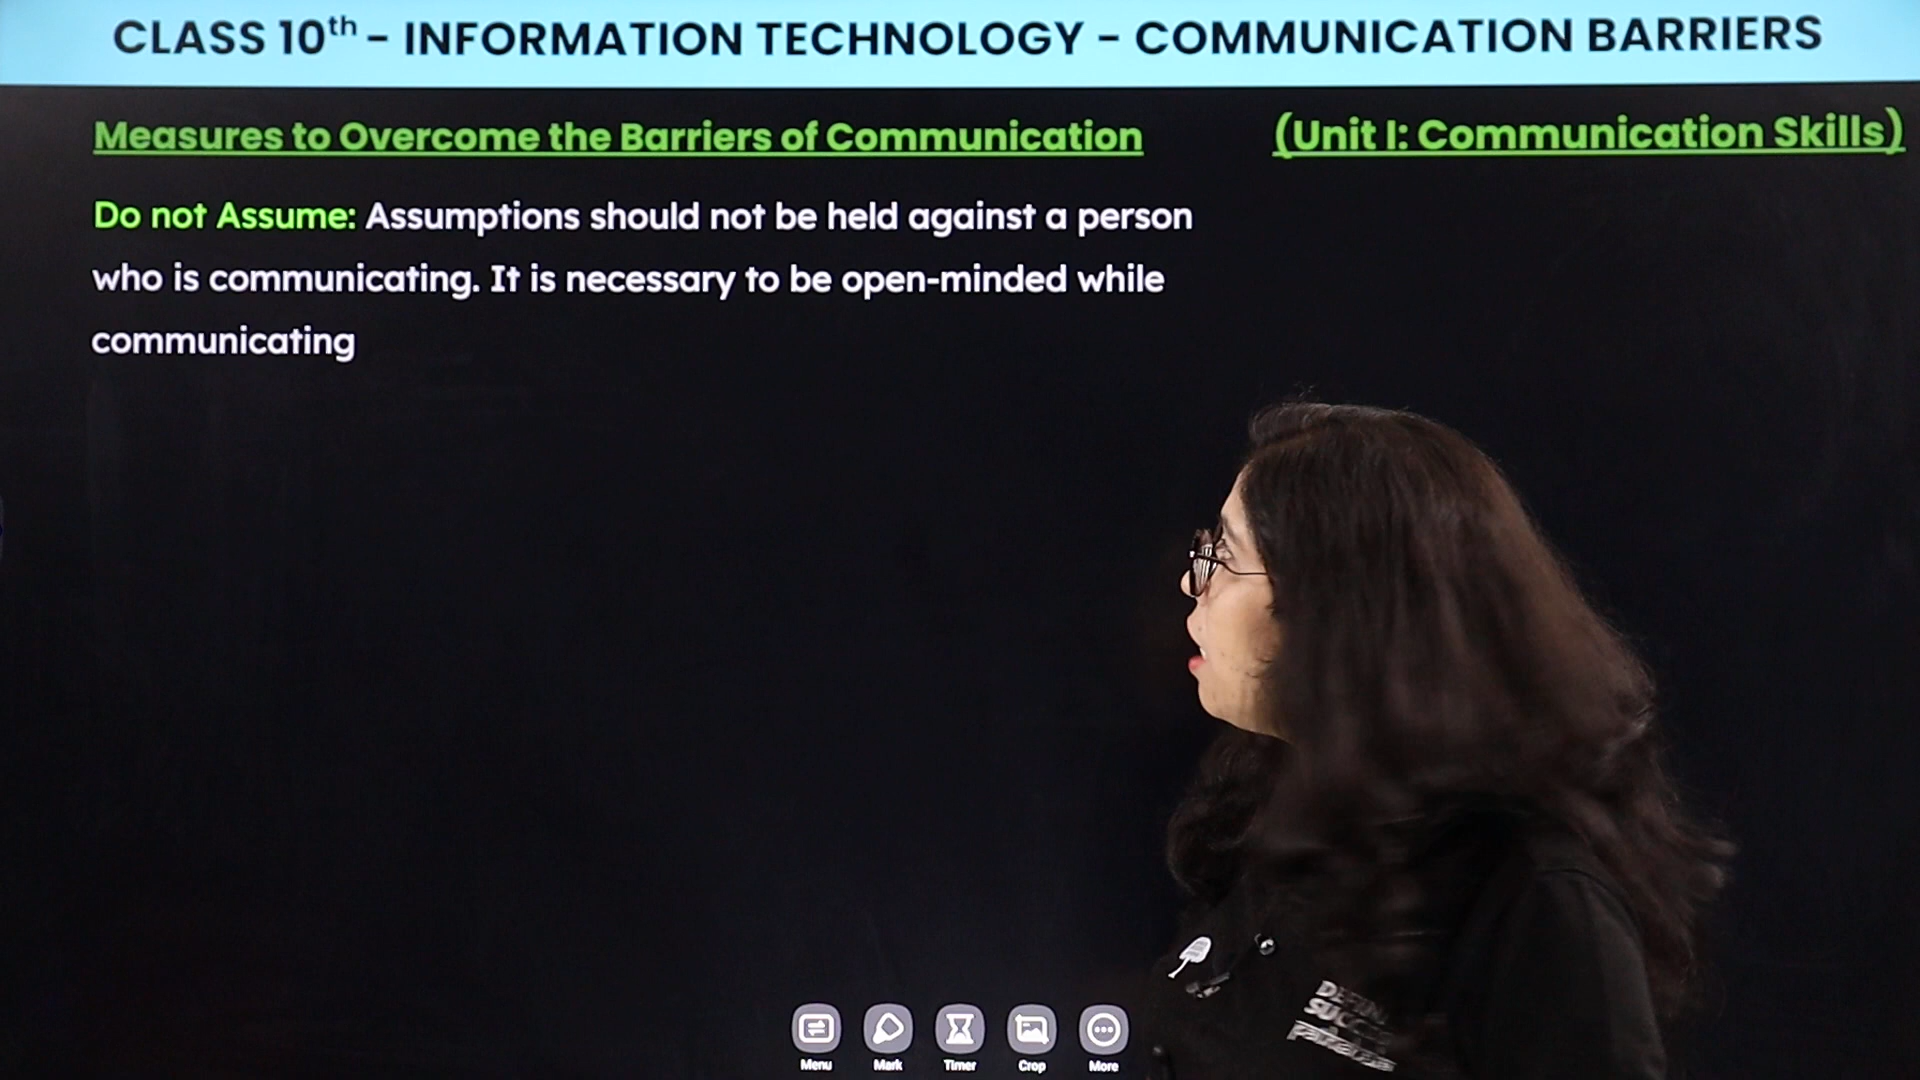 CLASS 10th - INFORMATION TECHNOLOGY - COMMUNICATION BARRIERS
Measures to Overcome the Barriers of Communication (Unit I: Communication Skills)
Do not Assume: Assumptions should not be held against a person
who is communicating. It is necessary to be open-minded while
communicating
Menu Mark Timer Crop More